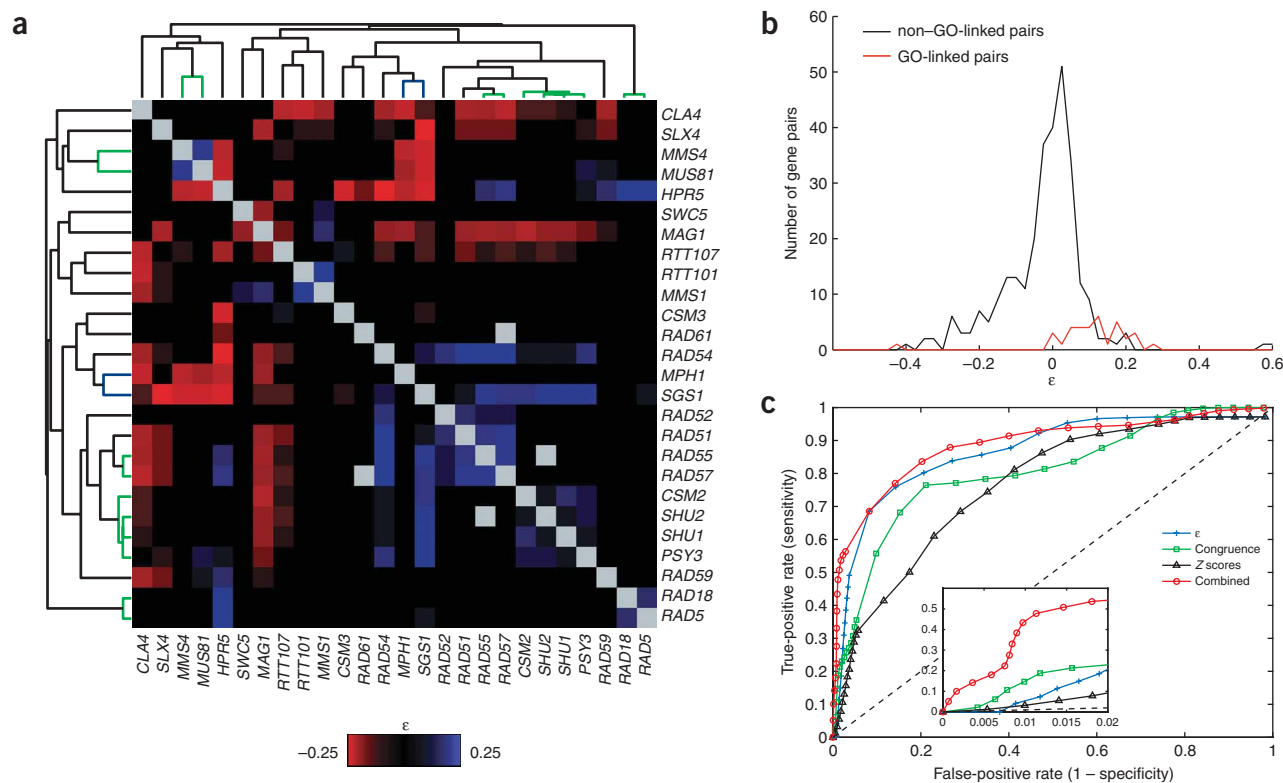 a
CLA4
SLX4
MMS4
MUS81
HPR5
SWC5
MAG1
RTT107
RTT101
MMS1
CSM3
RAD61
RAD54
MPH1
SGS1
RAD52
RAD51
RAD55
RAD57
CSM2
SHU2
SHU1
PSY3
RAD59
RAD18
RAD5
CLA4 SLX4 MMS4 MUS81 HPR5 SWC5 MAG1 RTT107 RTT101 MMS1 CSM3 RAD61 RAD54 MPH1 SGS1 RAD52 RAD51 RAD55 RAD57 CSM2 SHU2 SHU1 PSY3 RAD59 RAD18 RAD5
ε
–0.25 0.25
b
60
50
40
30
20
10
0
Number of gene pairs
non–GO-linked pairs
GO-linked pairs
–0.4 –0.2 0 0.2 0.4 0.6
ε
c
1
0.9
0.8
0.7
0.6
0.5
0.4
0.3
0.2
0.1
0
True-positive rate (sensitivity)
ε
Congruence
Z scores
Combined
0.5
0.4
0.3
0.2
0.1
0
0 0.005 0.01 0.015 0.02
0 0.2 0.4 0.6 0.8 1
False-positive rate (1 – specificity)